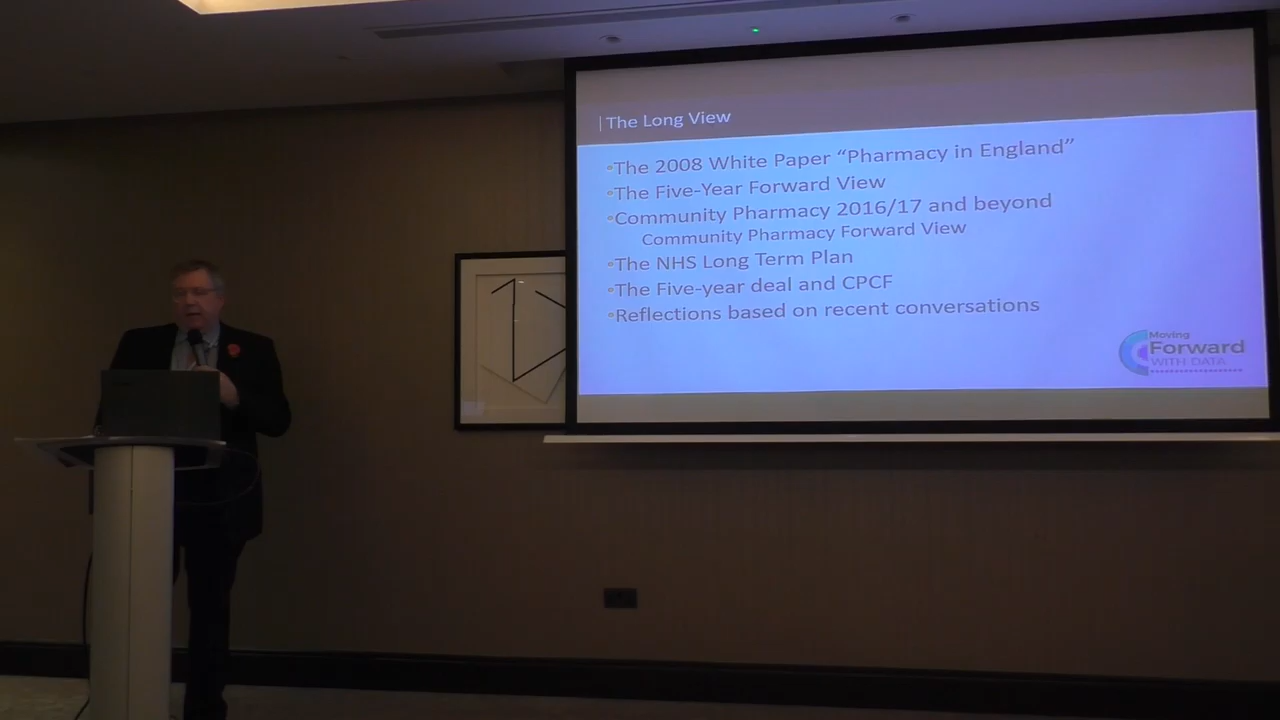 The Long View
•The 2008 White Paper “Pharmacy in England”
•The Five-Year Forward View
•Community Pharmacy 2016/17 and beyond
Community Pharmacy Forward View
•The NHS Long Term Plan
•The Five-year deal and CPCF
•Reflections based on recent conversations
Moving
Forward
WITH DATA